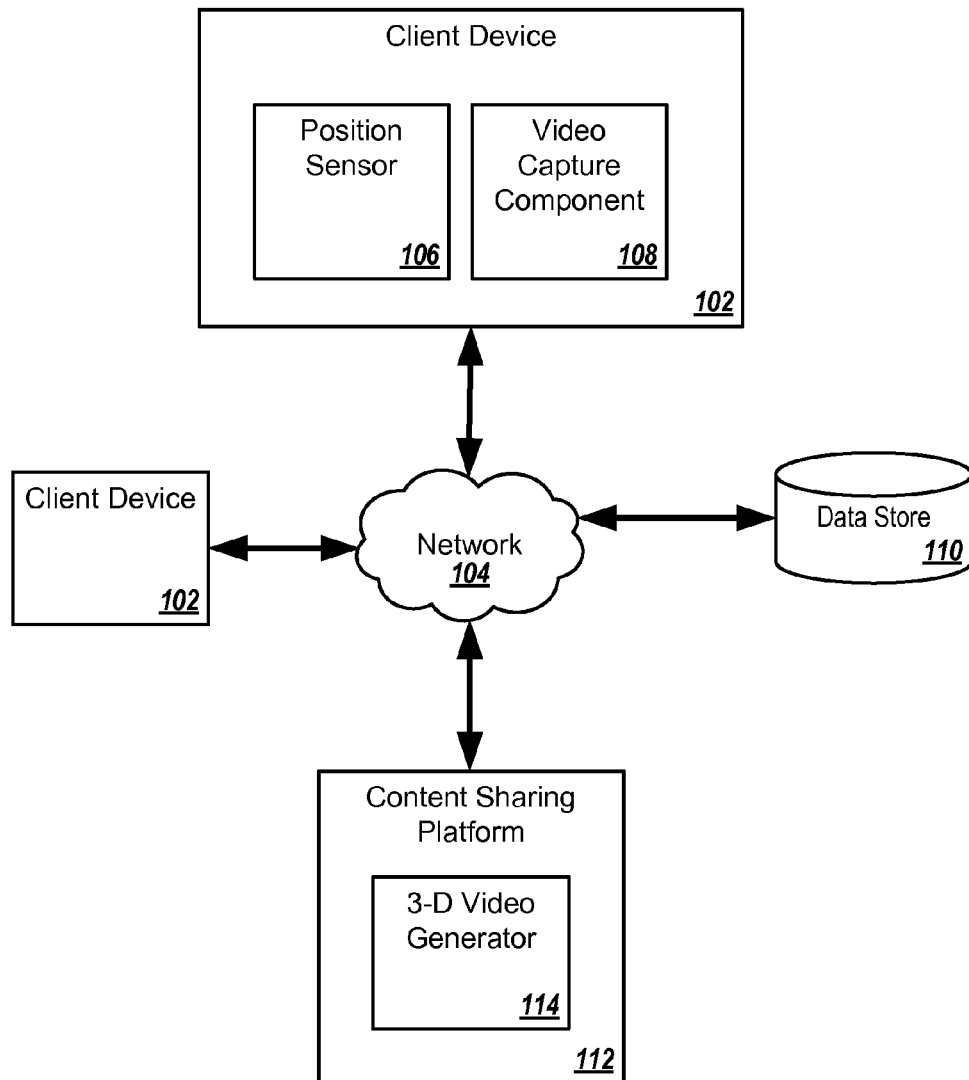 Client Device
Position
Sensor
106
Video
Capture
Component
108
102
Client Device
102
Network
104
Data Store
110
Content Sharing
Platform
3-D Video
Generator
114
112